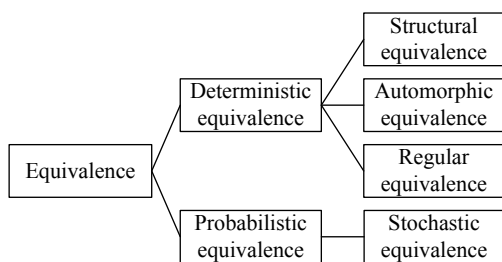 Structural
equivalence
Deterministic
equivalence
Automorphic
equivalence
Equivalence
Regular
equivalence
Probabilistic
equivalence
Stochastic
equivalence